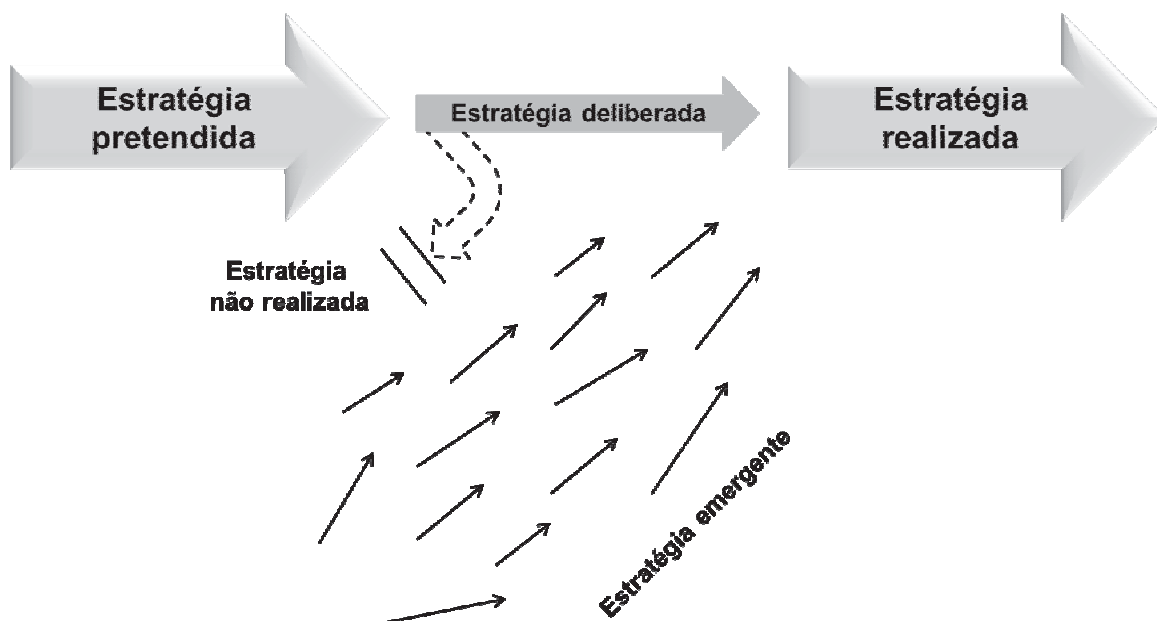 Estratégia
pretendida
Estratégia deliberada
Estratégia
realizada
Estratégia
não realizada
Estratégia emergente